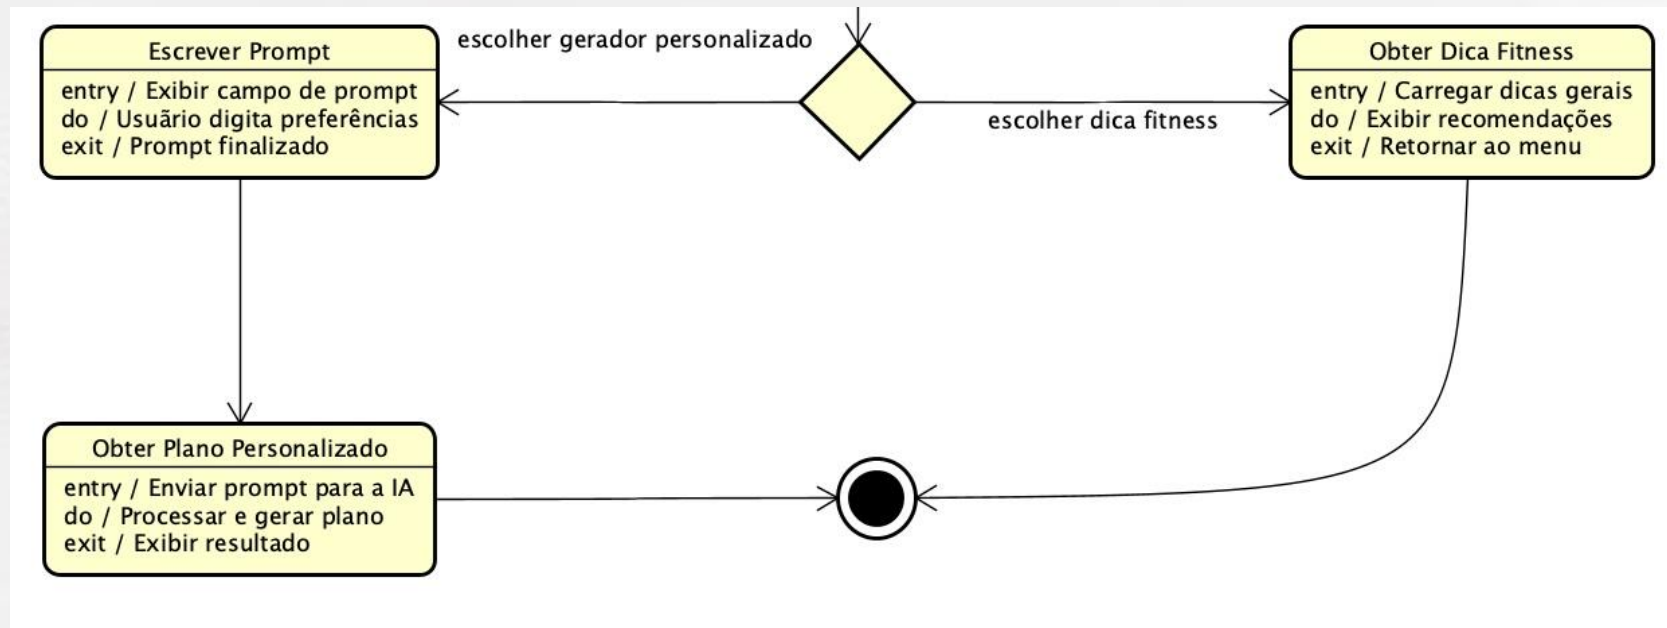 Escrever Prompt
entry / Exibir campo de prompt
do / Usuãrio digita preferências
exit / Prompt finalizado
escolher gerador personalizado
escolher dica fitness
Obter Dica Fitness
entry / Carregar dicas gerais
do / Exibir recomendações
exit / Retornar ao menu
Obter Plano Personalizado
entry / Enviar prompt para a IA
do / Processar e gerar plano
exit / Exibir resultado